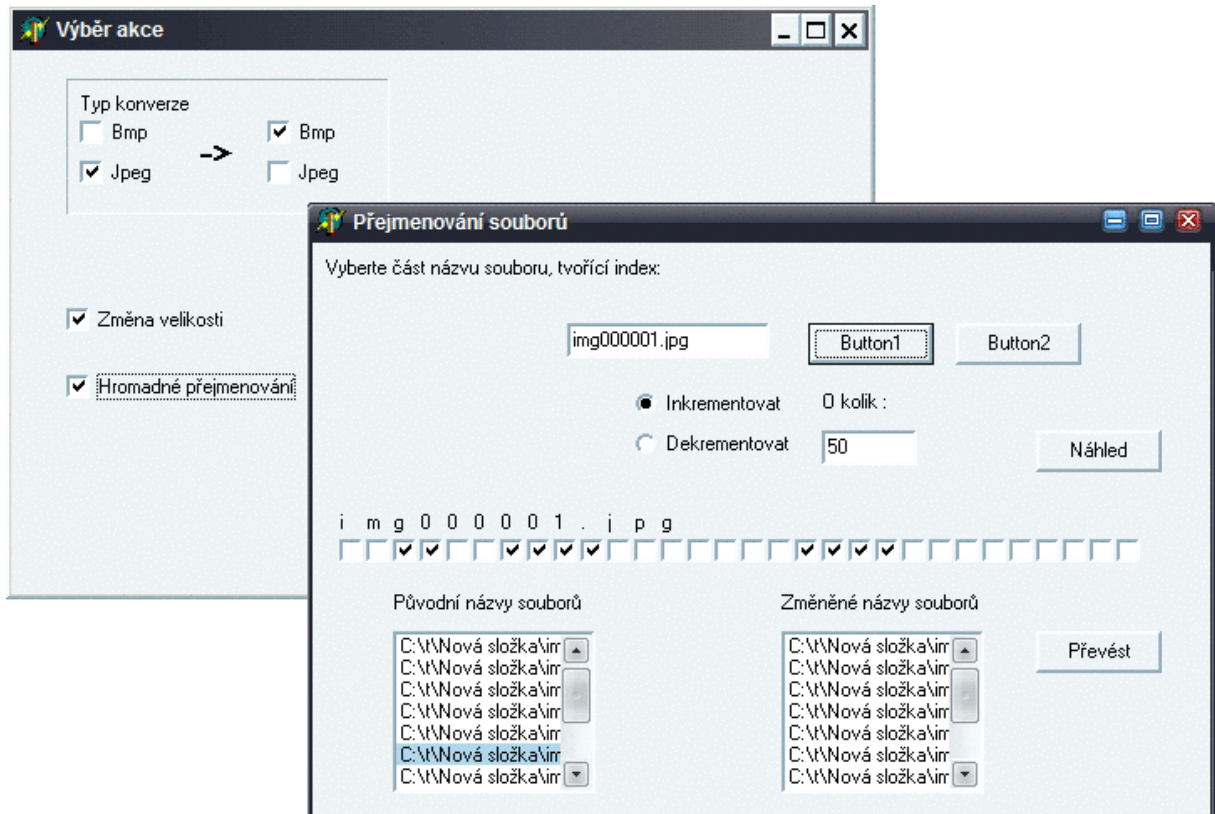 Výběr akce
Typ konverze
Bmp
->
Bmp
Jpeg
Jpeg
Změna velikosti
Hromadné přejmenování
Přejmenování souborů
Vyberte část názvu souboru, tvořící index:
img000001.jpg
Button1
Button2
Inkrementovat
O kolik :
Dekrementovat
50
Náhled
i m g 0 0 0 0 0 1 . j p g
Původní názvy souborů
Změněné názvy souborů
C:\t\Nová složka\im
C:\t\Nová složka\im
C:\t\Nová složka\im
C:\t\Nová složka\im
C:\t\Nová složka\im
C:\t\Nová složka\im
C:\t\Nová složka\im
C:\t\Nová složka\im
C:\t\Nová složka\im
C:\t\Nová složka\im
C:\t\Nová složka\im
C:\t\Nová složka\im
C:\t\Nová složka\im
C:\t\Nová složka\im
Převést